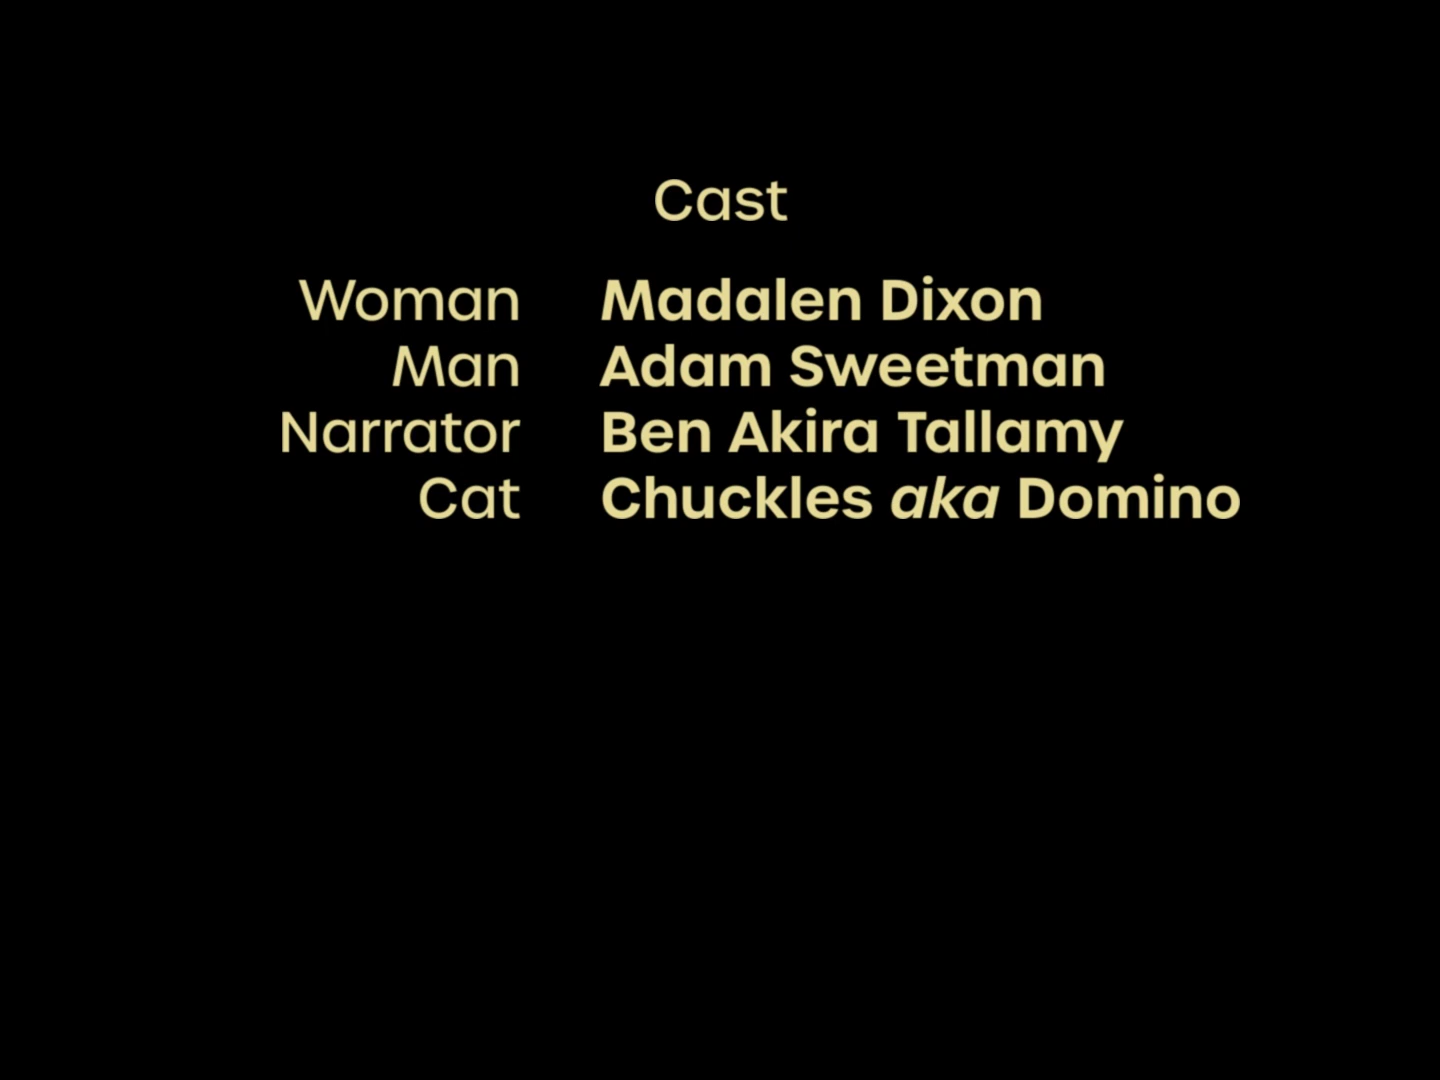 Cast
Woman Madalen Dixon
Man Adam Sweetman
Narrator Ben Akira Tallamy
Cat Chuckles aka Domino